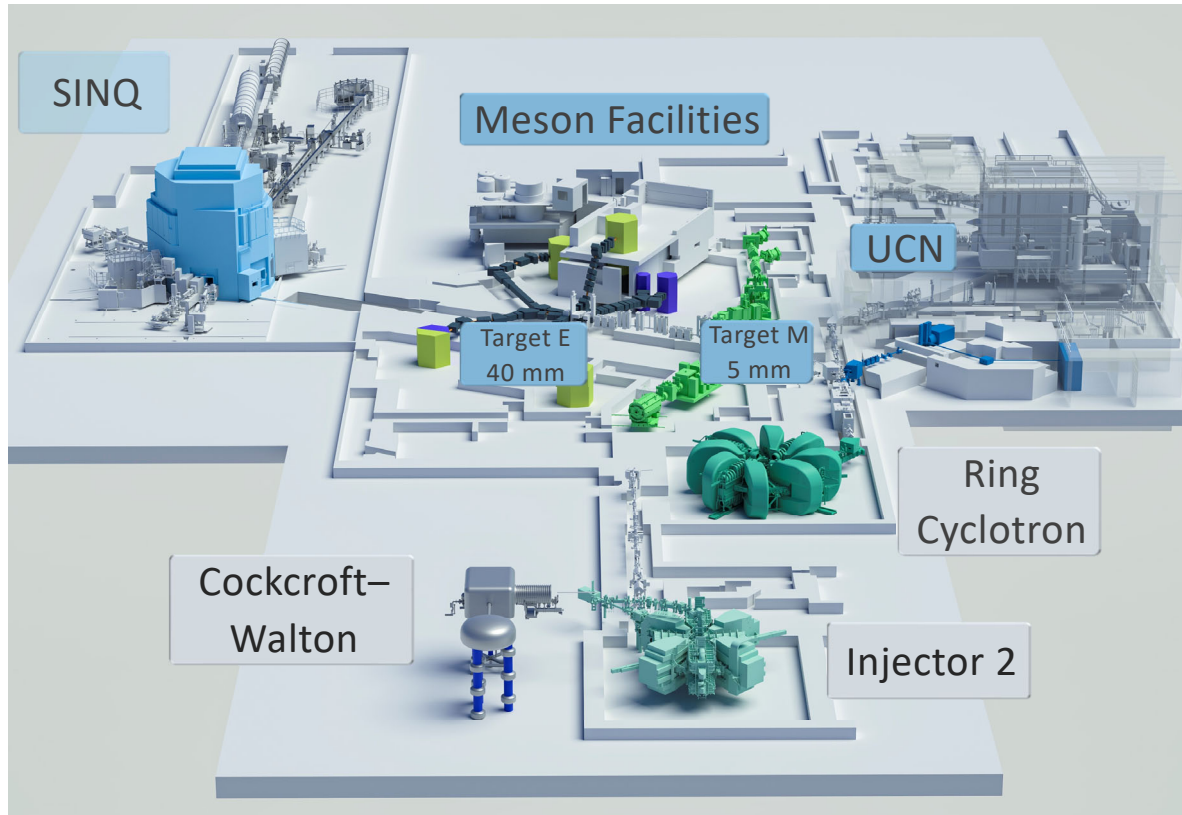 SINQ
Meson Facilities
UCN
Target E
40 mm
Target M
5 mm
Ring
Cyclotron
Cockcroft–
Walton
Injector 2